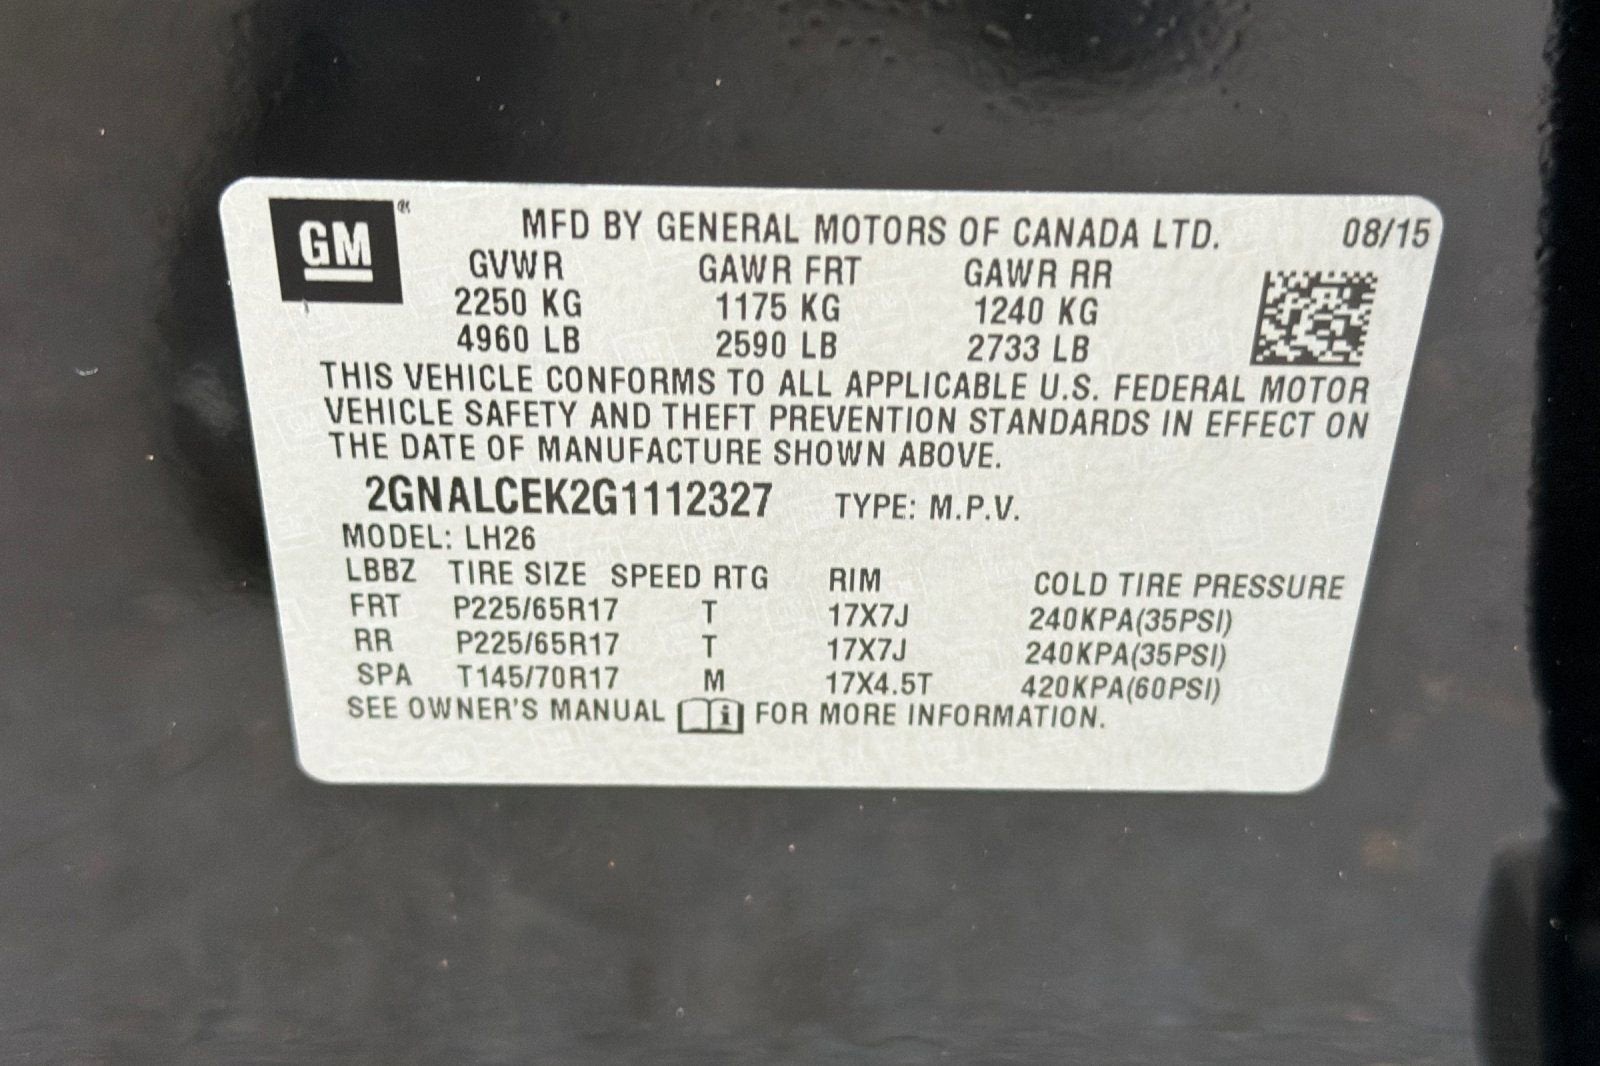 GM
MFD BY GENERAL MOTORS OF CANADA LTD. 08/15
GVWR GAWR FRT GAWR RR
2250 KG 1175 KG 1240 KG
4960 LB 2590 LB 2733 LB
THIS VEHICLE CONFORMS TO ALL APPLICABLE U.S. FEDERAL MOTOR
VEHICLE SAFETY AND THEFT PREVENTION STANDARDS IN EFFECT ON
THE DATE OF MANUFACTURE SHOWN ABOVE.
2GNALCEK2G1112327 TYPE: M.P.V.
MODEL: LH26
LBBZ TIRE SIZE SPEED RTG RIM COLD TIRE PRESSURE
FRT P225/65R17 T 17X7J 240KPA(35PSI)
RR P225/65R17 T 17X7J 240KPA(35PSI)
SPA T145/70R17 M 17X4.5T 420KPA(60PSI)
SEE OWNER'S MANUAL i FOR MORE INFORMATION.